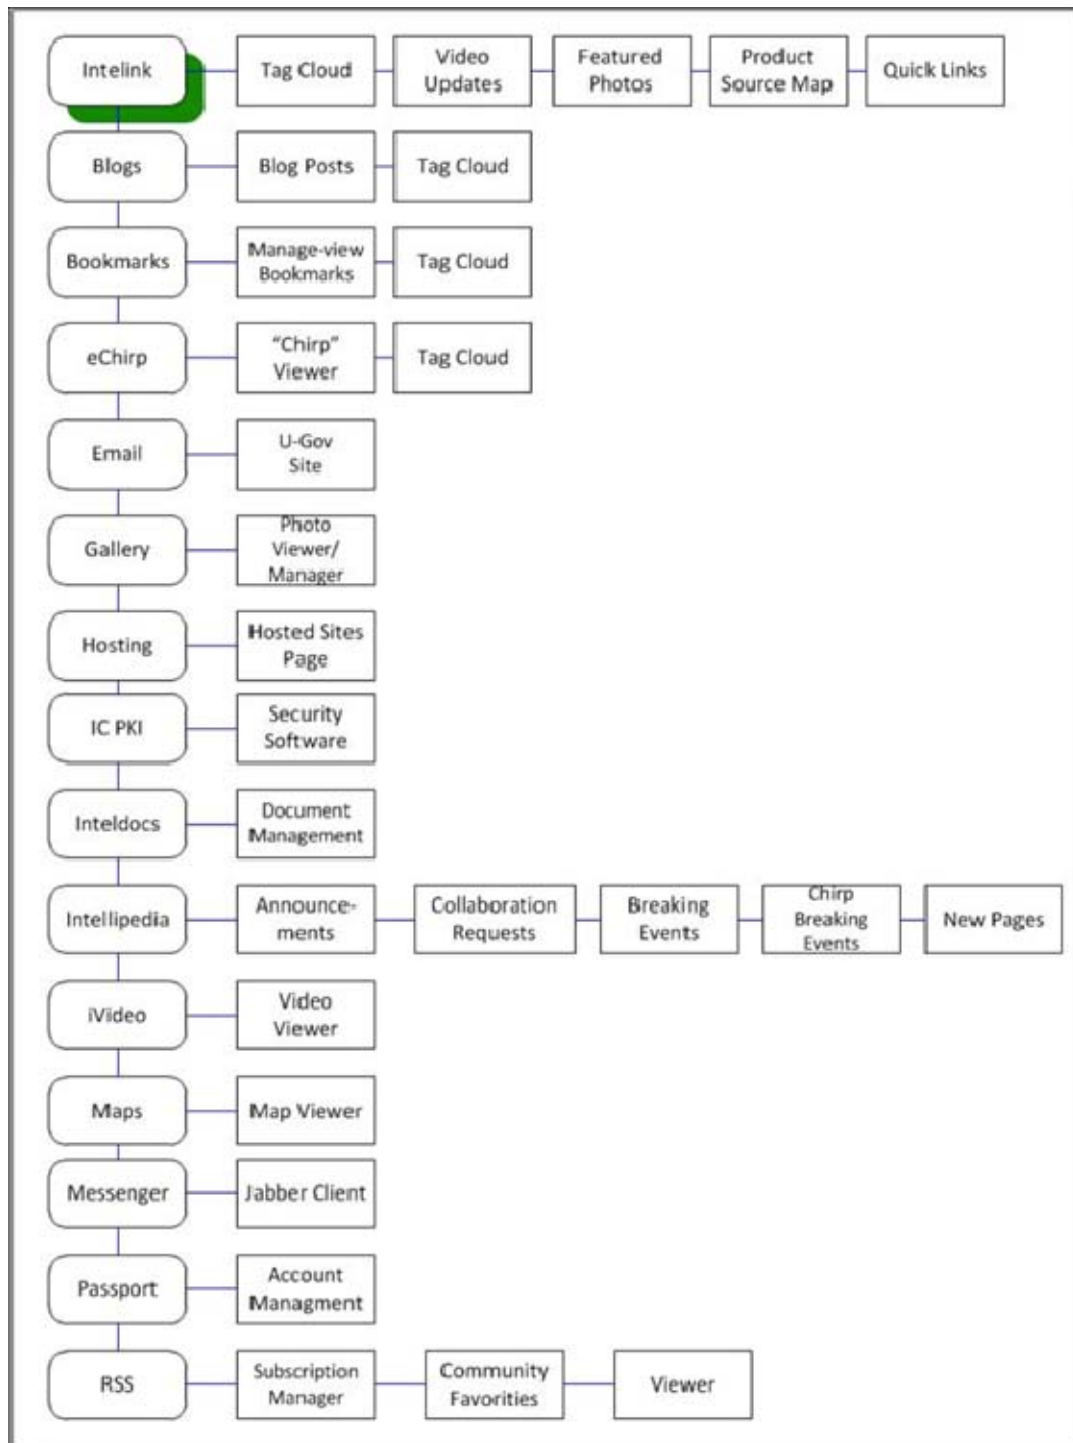 Intelink
Tag Cloud
Video
Updates
Featured
Photos
Product
Source Map
Quick Links
Blogs
Blog Posts
Tag Cloud
Bookmarks
Manage-view
Bookmarks
Tag Cloud
eChirp
“Chirp”
Viewer
Tag Cloud
Email
U-Gov
Site
Gallery
Photo
Viewer/
Manager
Hosting
Hosted Sites
Page
IC PKI
Security
Software
Inteldocs
Document
Management
Intellipedia
Announce-
ments
Collaboration
Requests
Breaking
Events
Chirp
Breaking
Events
New Pages
iVideo
Video
Viewer
Maps
Map Viewer
Messenger
Jabber Client
Passport
Account
Managment
RSS
Subscription
Manager
Community
Favorities
Viewer